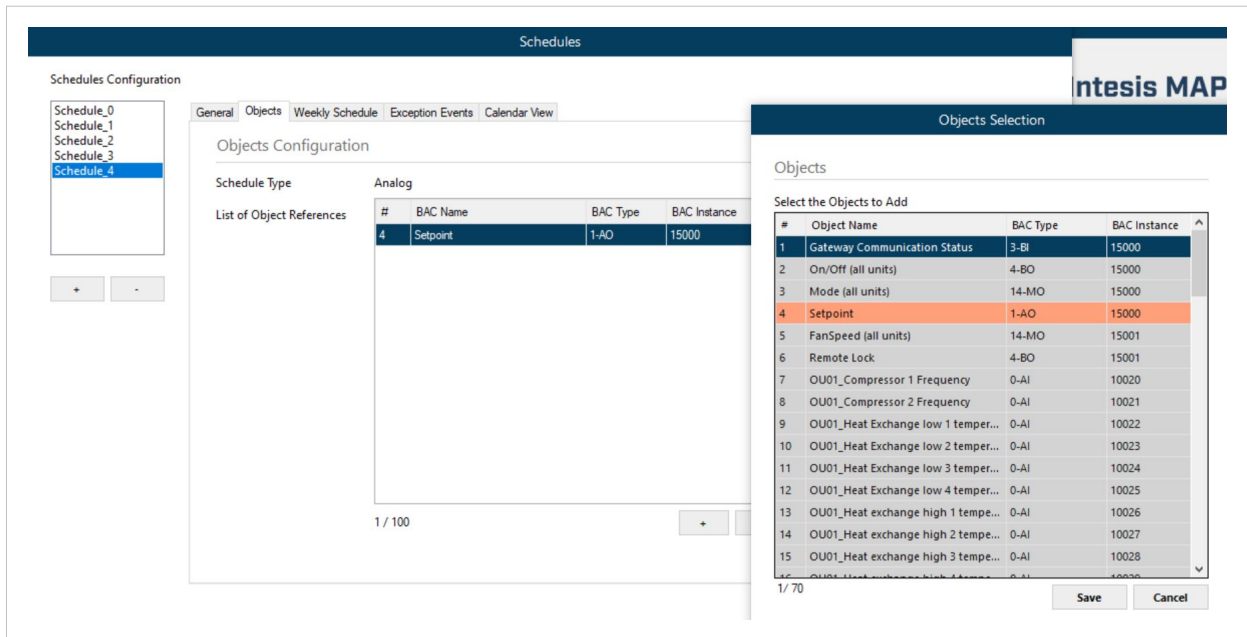 Schedules
Intesis MAP
Schedules Configuration
Schedule_0
Schedule_1
Schedule_2
Schedule_3
Schedule_4
+ -
General Objects Weekly Schedule Exception Events Calendar View
Objects Configuration
Schedule Type Analog
List of Object References
# BAC Name BAC Type BAC Instance
4 Setpoint 1-AO 15000
1 / 100
+
Objects Selection
Objects
Select the Objects to Add
# Object Name BAC Type BAC Instance
1 Gateway Communication Status 3-BI 15000
2 On/Off (all units) 4-BO 15000
3 Mode (all units) 14-MO 15000
4 Setpoint 1-AO 15000
5 FanSpeed (all units) 14-MO 15001
6 Remote Lock 4-BO 15001
7 OU01_Compressor 1 Frequency 0-AI 10020
8 OU01_Compressor 2 Frequency 0-AI 10021
9 OU01_Heat Exchange low 1 temper... 0-AI 10022
10 OU01_Heat Exchange low 2 temper... 0-AI 10023
11 OU01_Heat Exchange low 3 temper... 0-AI 10024
12 OU01_Heat Exchange low 4 temper... 0-AI 10025
13 OU01_Heat exchange high 1 tempe... 0-AI 10026
14 OU01_Heat exchange high 2 tempe... 0-AI 10027
15 OU01_Heat exchange high 3 tempe... 0-AI 10028
1/ 70
Save Cancel